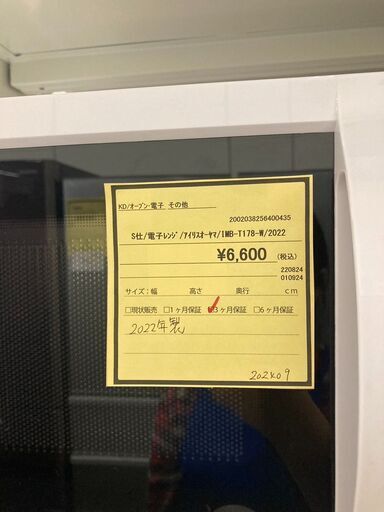 KD/オーブン・電子 その他
2002038256400435
S仕/電子レンジ/アイリスオーヤマ/IMB-T178-W/2022
¥6,600 (税込)
220824
010924
サイズ：幅 高さ 奥行 cm
□現状販売 □1ヶ月保証 □3ヶ月保証 □6ヶ月保証
2022年製
202409